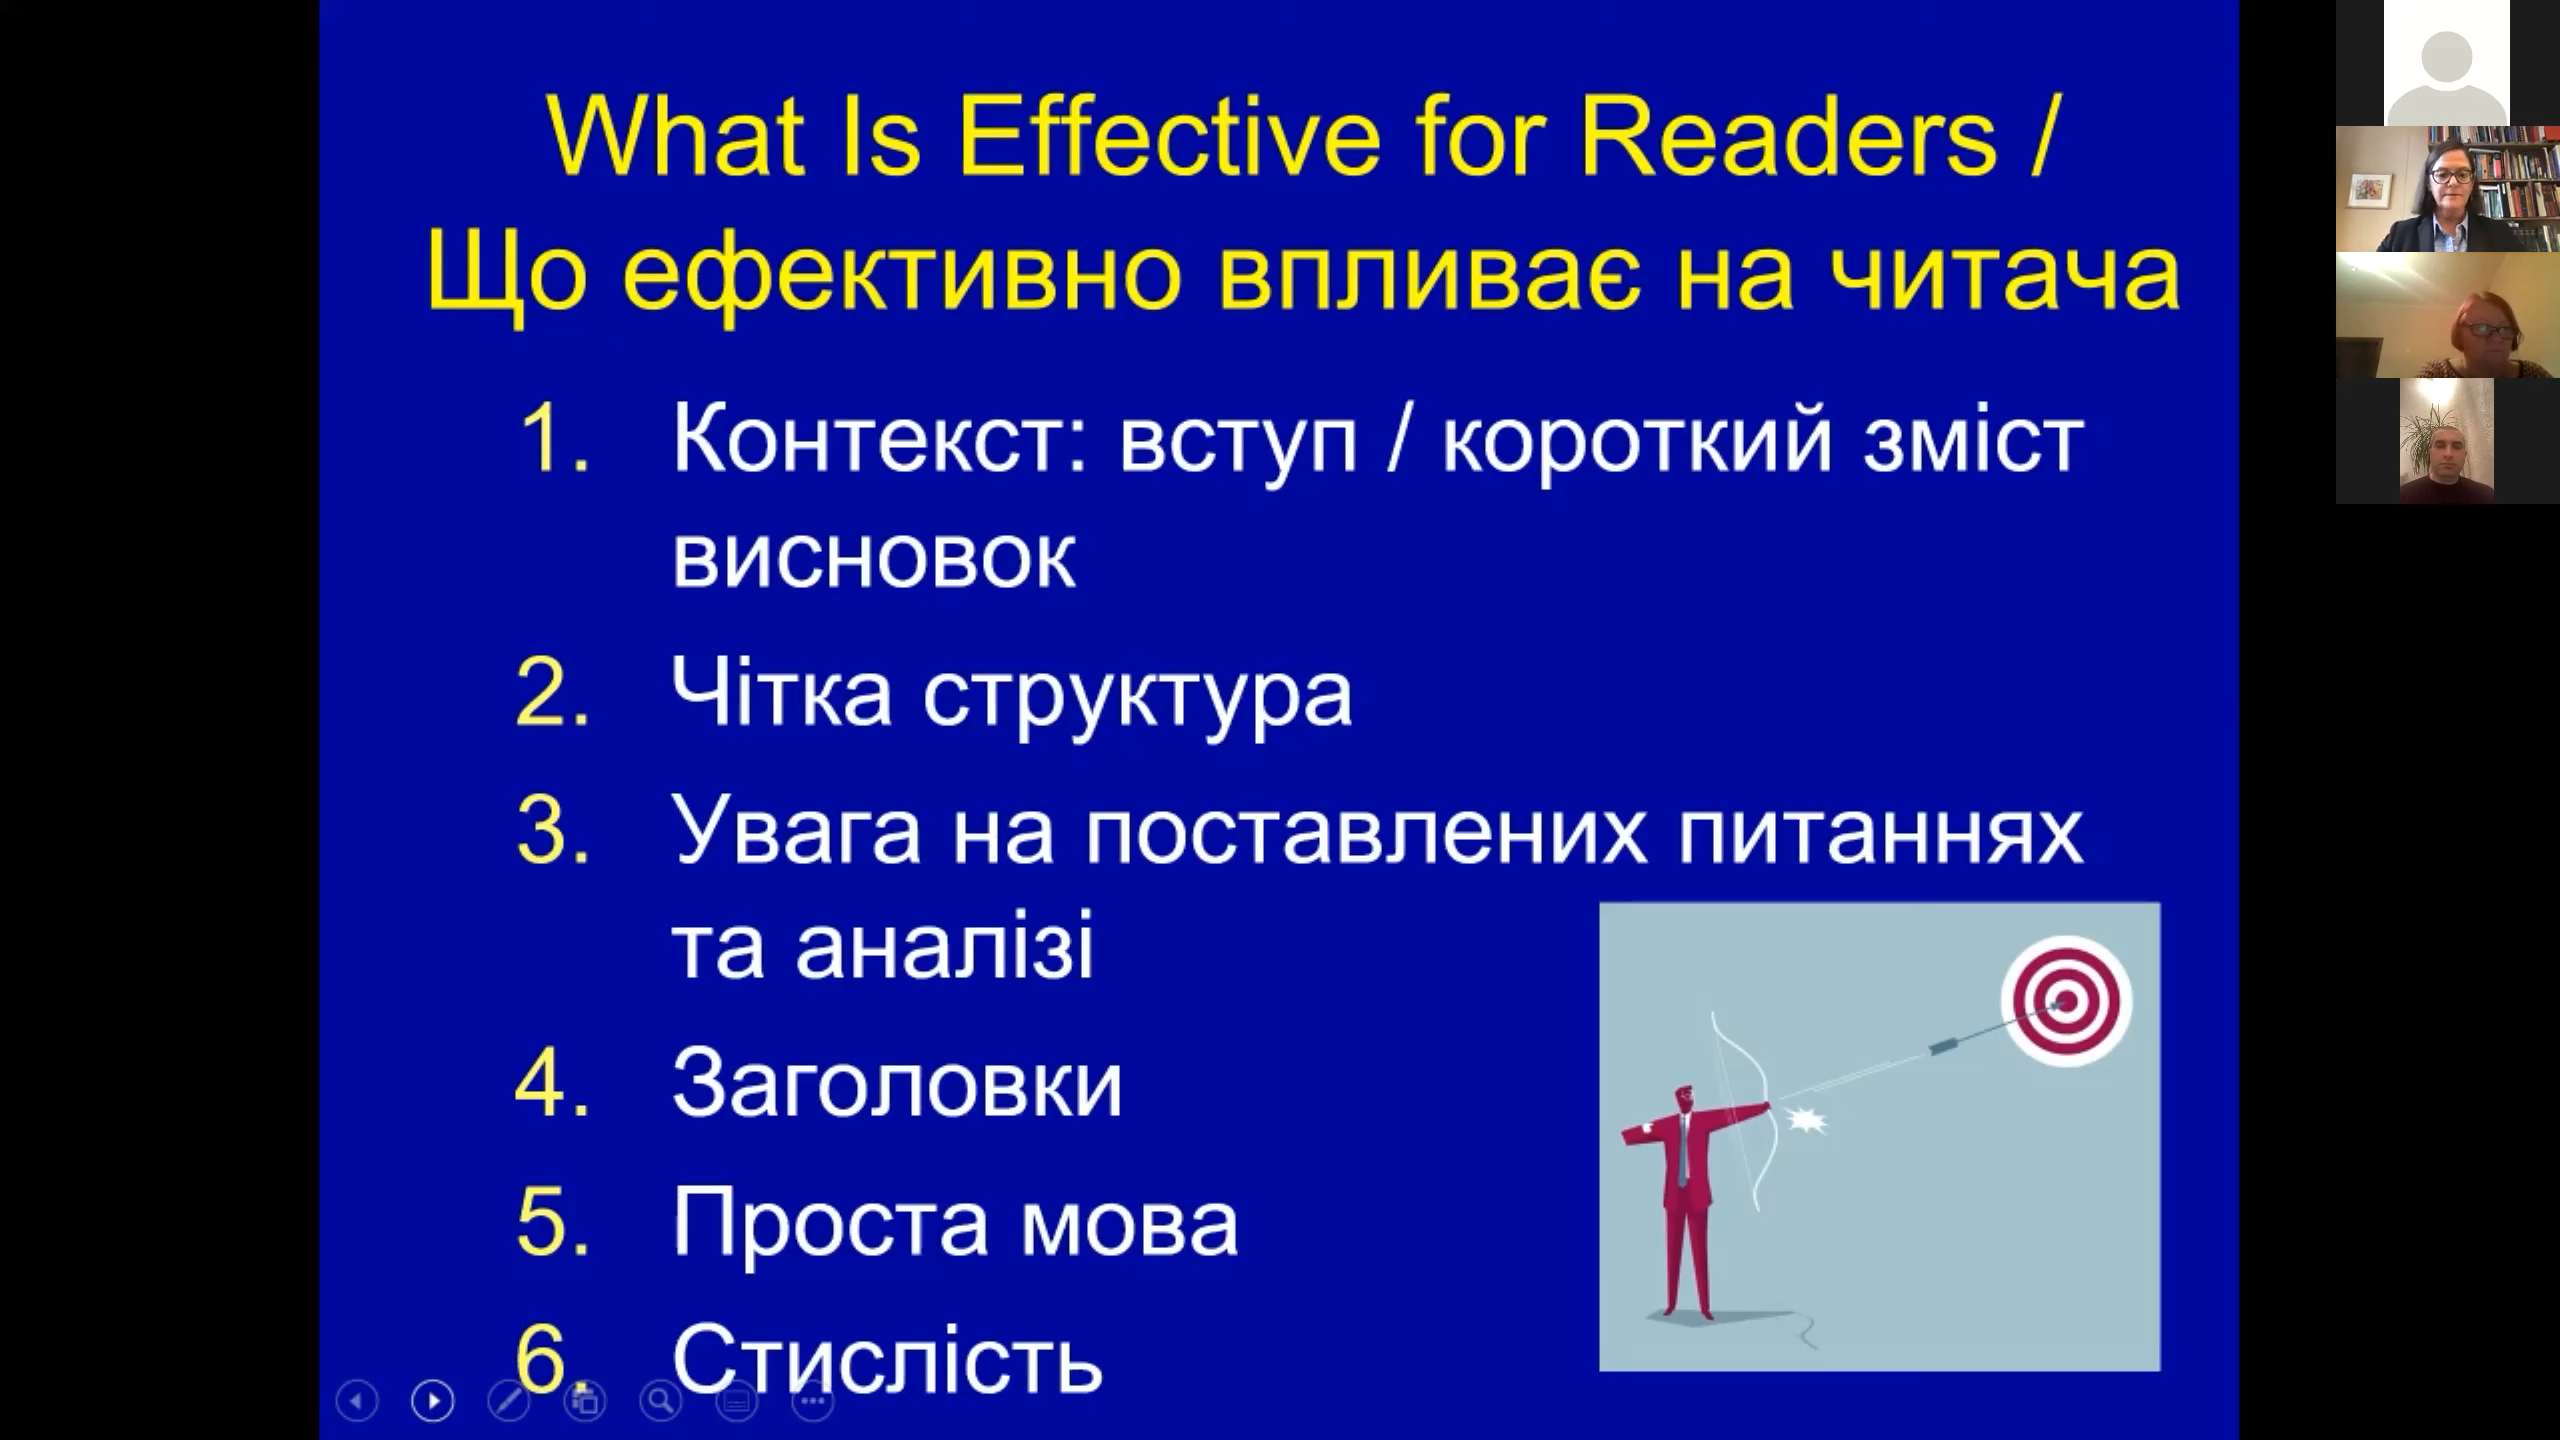 What Is Effective for Readers /
Що ефективно впливає на читача
1. Контекст: вступ / короткий зміст
висновок
2. Чітка структура
3. Увага на поставлених питаннях
та аналізі
4. Заголовки
5. Проста мова
6. Стислість